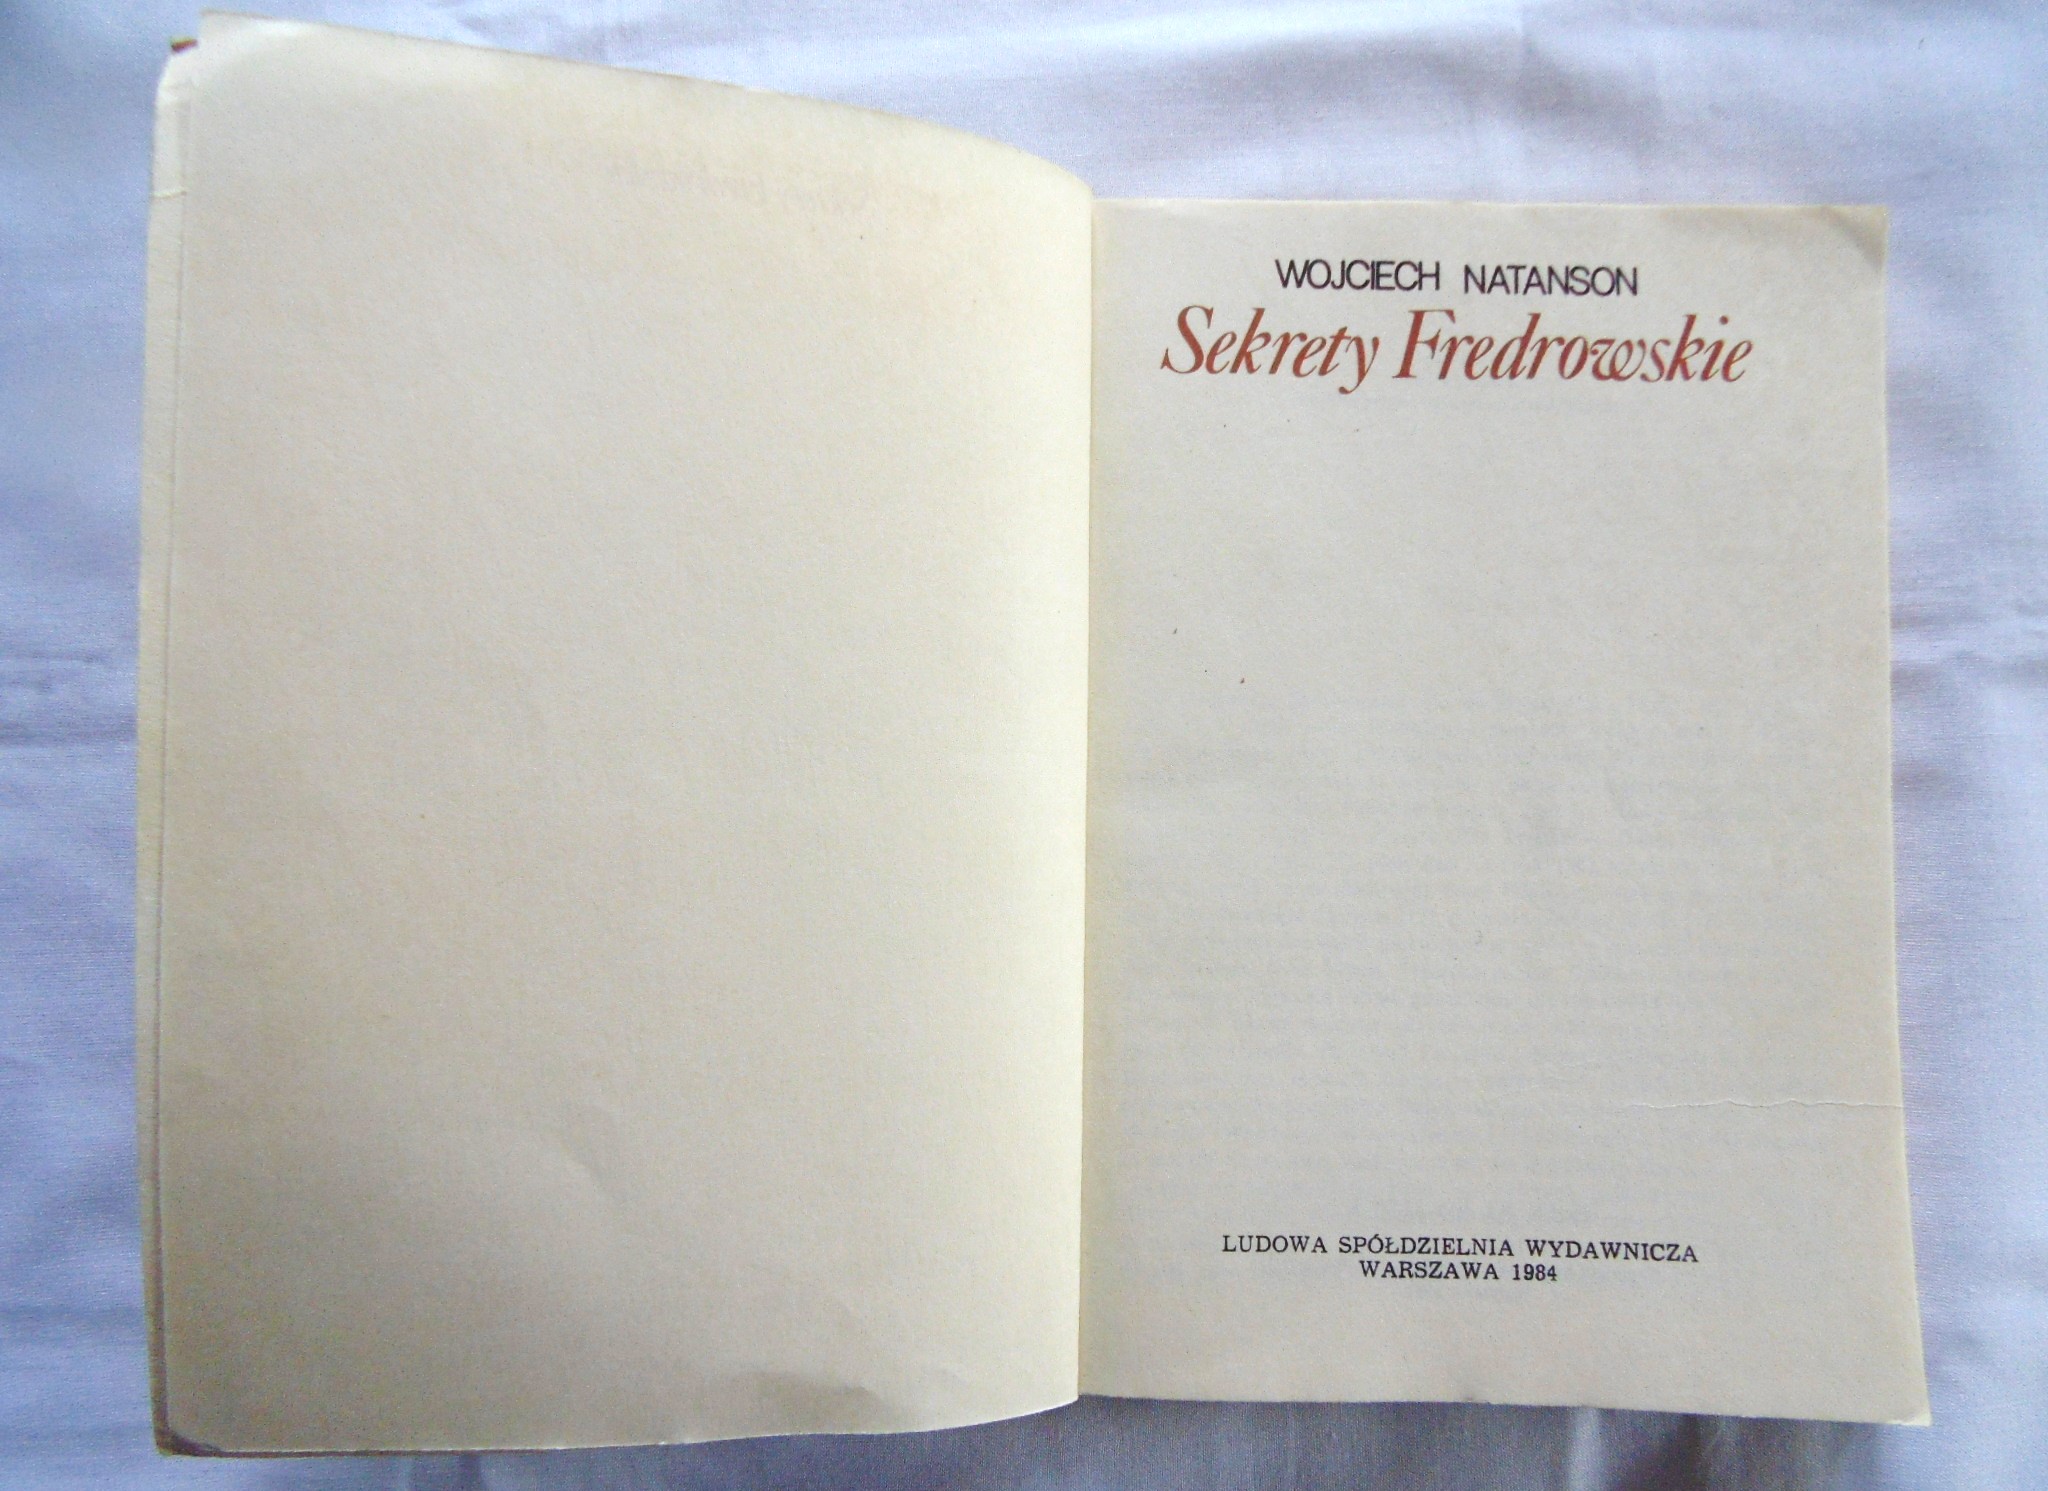 WOJCIECH NATANSON
Sekrety Fredrowskie
LUDOWA SPÓŁDZIELNIA WYDAWNICZA
WARSZAWA 1984